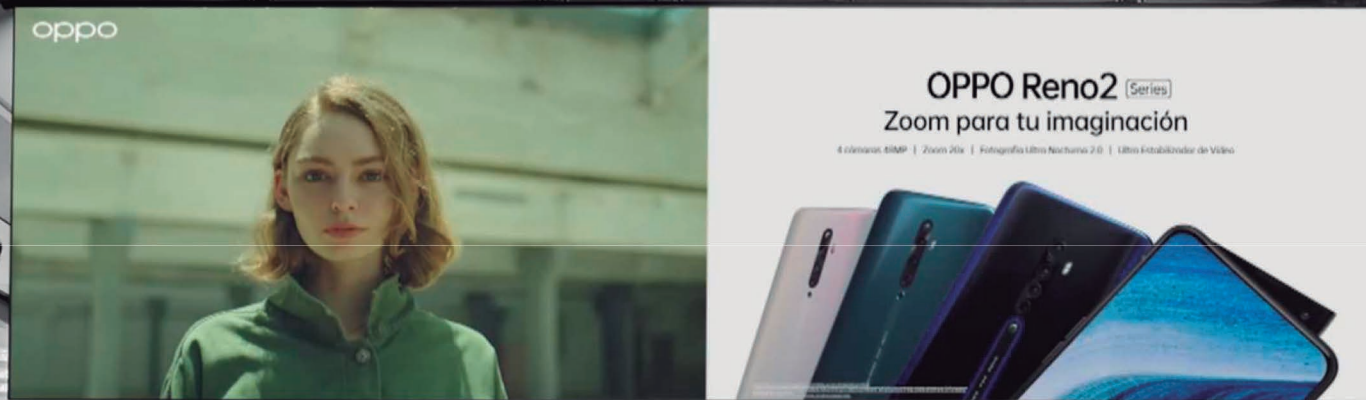 oppo
OPPO Reno2 Series
Zoom para tu imaginación
4 cámaras 48MP | Zoom 20x | Fotografía Ultra Nocturna 2.0 | Ultra Estabilizador de Video